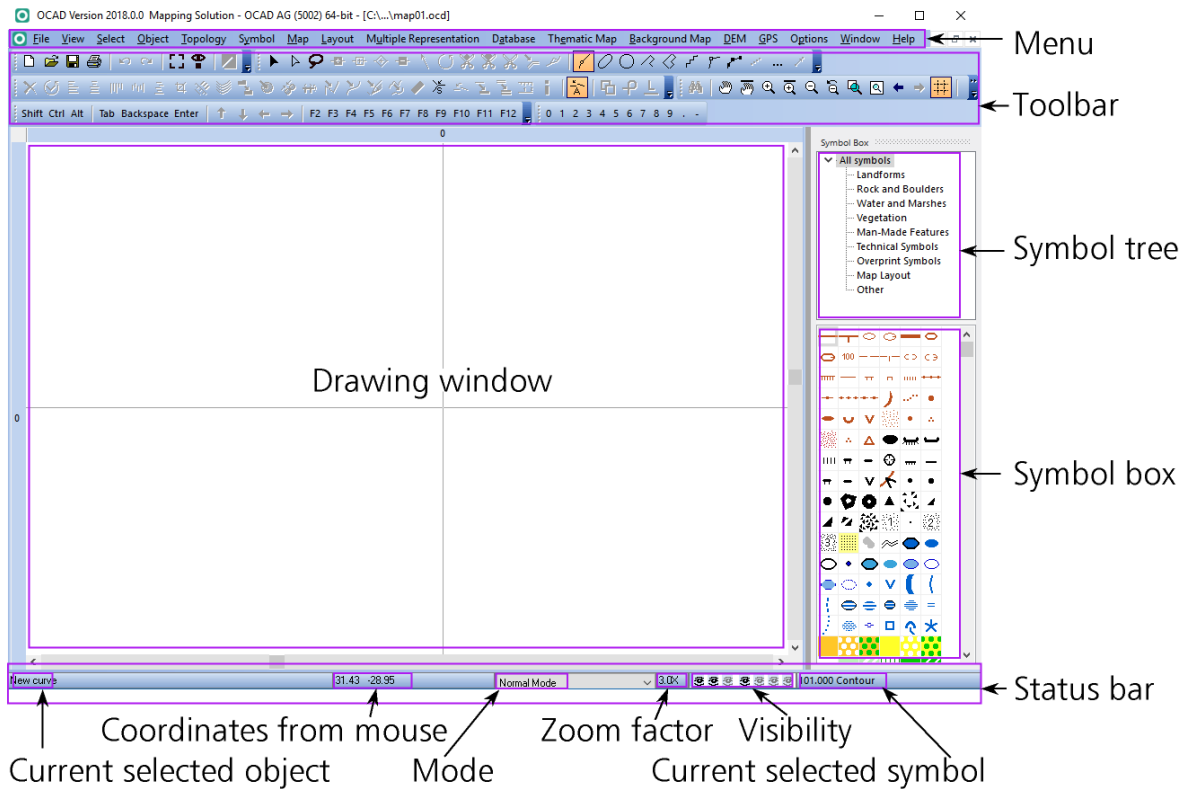 OCAD Version 2018.0.0 Mapping Solution - OCAD AG (5002) 64-bit - [C:\...\map01.ocd]
File View Select Object Topology Symbol Map Layout Multiple Representation Database Thematic Map Background Map DEM GPS Options Window Help
Menu
Toolbar
Shift Ctrl Alt Tab Backspace Enter F2 F3 F4 F5 F6 F7 F8 F9 F10 F11 F12 0 1 2 3 4 5 6 7 8 9 . -
0
Symbol Box
All symbols
Landforms
Rock and Boulders
Water and Marshes
Vegetation
Man-Made Features
Technical Symbols
Overprint Symbols
Map Layout
Other
Symbol tree
Drawing window
0
100
1
2
3
Symbol box
New curve 31.43 -28.95 Normal Mode 3.0X 101.000 Contour
Status bar
Coordinates from mouse Zoom factor Visibility
Current selected object Mode Current selected symbol